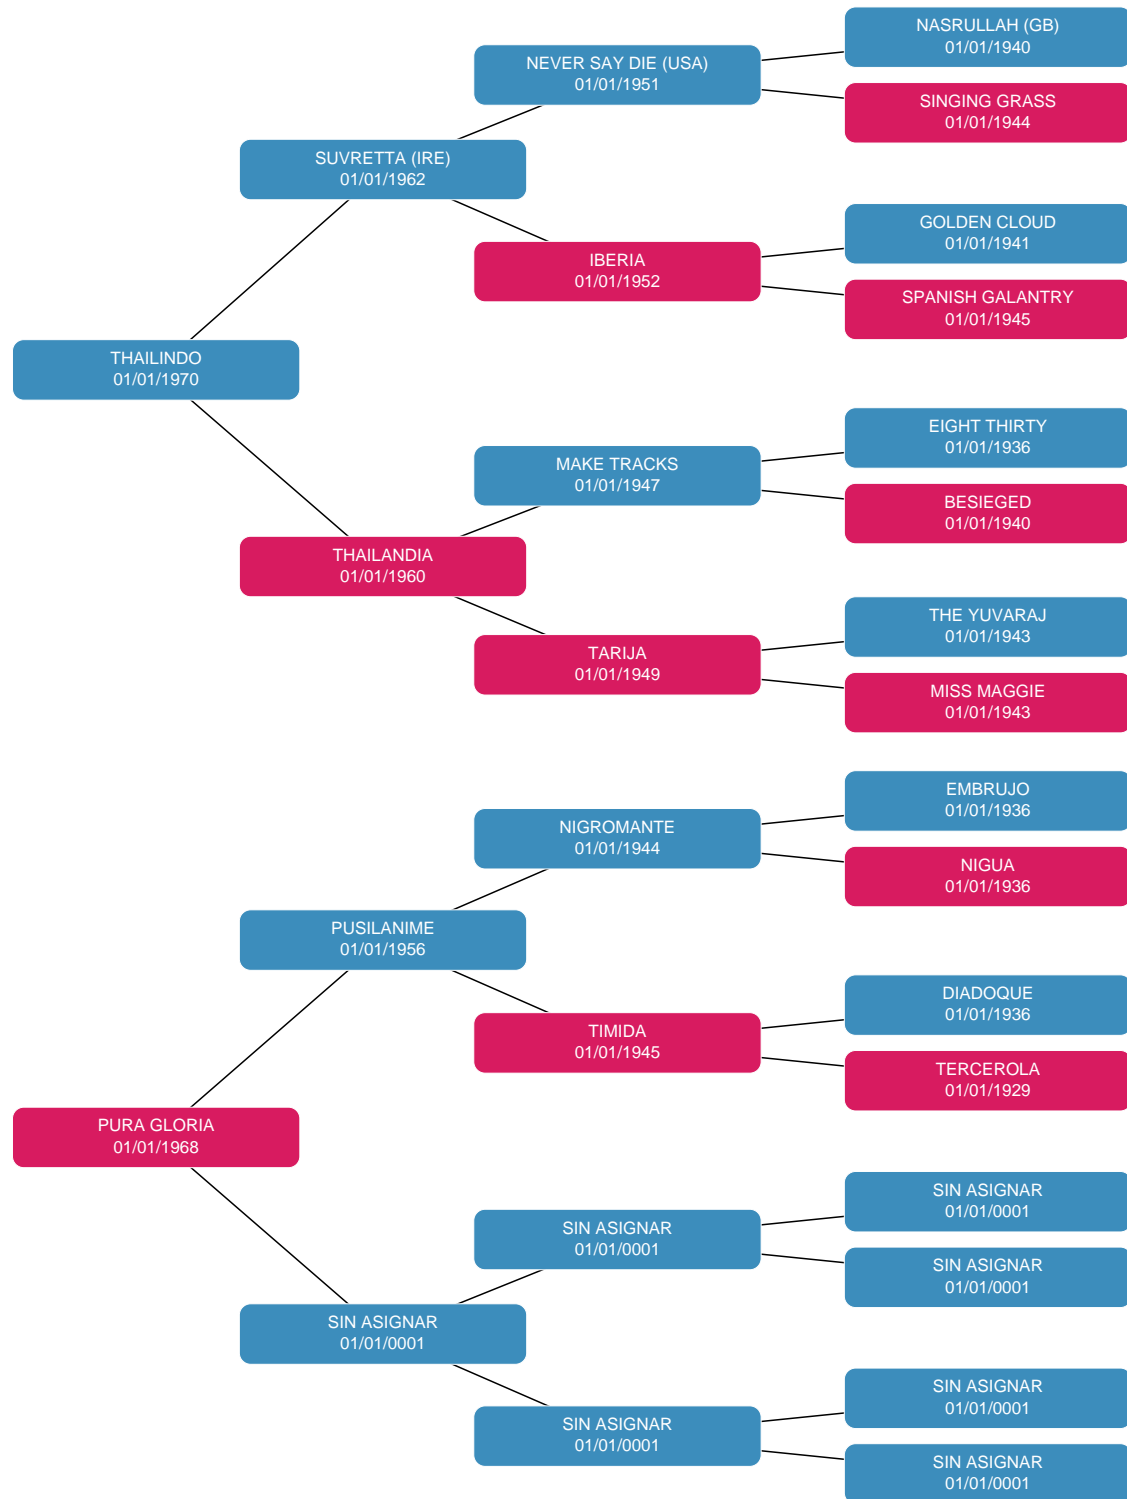 NASRULLAH (GB)
01/01/1940
NEVER SAY DIE (USA)
01/01/1951
SINGING GRASS
01/01/1944
SUVRETTA (IRE)
01/01/1962
GOLDEN CLOUD
01/01/1941
IBERIA
01/01/1952
SPANISH GALANTRY
01/01/1945
THAILINDO
01/01/1970
EIGHT THIRTY
01/01/1936
MAKE TRACKS
01/01/1947
BESIEGED
01/01/1940
THAILANDIA
01/01/1960
THE YUVARAJ
01/01/1943
TARIJA
01/01/1949
MISS MAGGIE
01/01/1943
EMBRUJO
01/01/1936
NIGROMANTE
01/01/1944
NIGUA
01/01/1936
PUSILANIME
01/01/1956
DIADOQUE
01/01/1936
TIMIDA
01/01/1945
TERCEROLA
01/01/1929
PURA GLORIA
01/01/1968
SIN ASIGNAR
01/01/0001
SIN ASIGNAR
01/01/0001
SIN ASIGNAR
01/01/0001
SIN ASIGNAR
01/01/0001
SIN ASIGNAR
01/01/0001
SIN ASIGNAR
01/01/0001
SIN ASIGNAR
01/01/0001